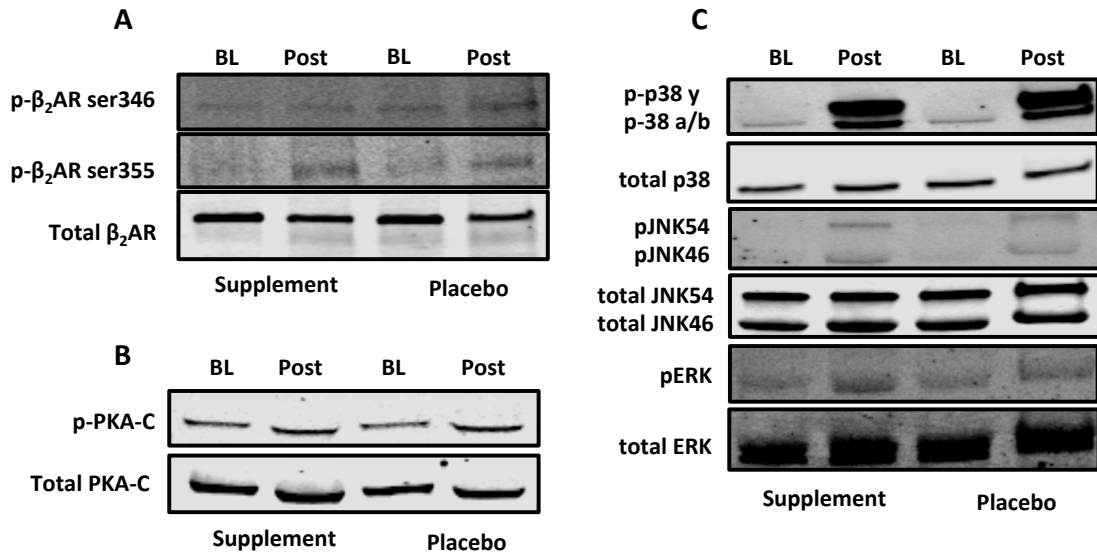 A
BL Post BL Post
p-β₂AR ser346
p-β₂AR ser355
Total β₂AR
Supplement Placebo
B
BL Post BL Post
p-PKA-C
Total PKA-C
Supplement Placebo
C
BL Post BL Post
p-p38 y
p-38 a/b
total p38
pJNK54
pJNK46
total JNK54
total JNK46
pERK
total ERK
Supplement Placebo